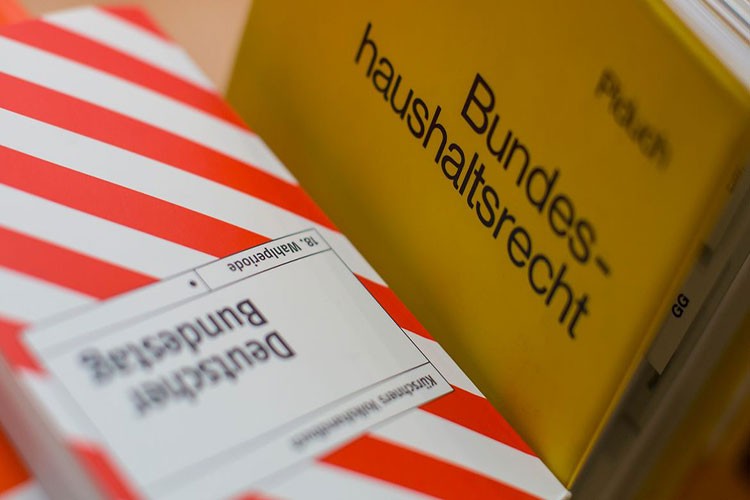 Piduch
Bundes-
haushaltsrecht
GG
Kürschners Volkshandbuch
Deutscher
Bundestag
18. Wahlperiode